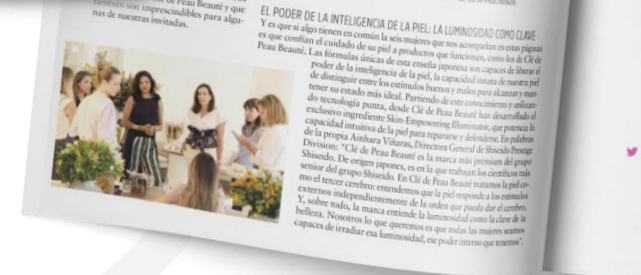 de Peau Beauté y que
también son imprescindibles para algu-
nas de nuestras invitadas.
EL PODER DE LA INTELIGENCIA DE LA PIEL: LA LUMINOSIDAD COMO CLAVE
Y es que si algo tienen en común la seis mujeres que nos acompañan en estas páginas
es que confían el cuidado de su piel a productos que funcionan, como los de Clé de
Peau Beauté. Las fórmulas únicas de esta enseña japonesa son capaces de liberar el
poder de la inteligencia de la piel, la capacidad innata de nuestra piel
de distinguir entre los estímulos buenos y malos para alcanzar y man-
tener su estado más ideal. Partiendo de este conocimiento y utilizan-
do tecnología punta, desde Clé de Peau Beauté han desarrollado el
exclusivo ingrediente Skin-Empowering Illuminator, que potencia la
capacidad intuitiva de la piel para repararse y defenderse. En palabras
de la propia Ainhara Viñaras, Directora General de Shiseido Prestige
Division: "Clé de Peau Beauté es la marca más premium del grupo
Shiseido. De origen japones, es en la que trabajan los científicos más
senior del grupo Shiseido. En Clé de Peau Beauté tratamos la piel co-
mo el tercer cerebro: entendemos que la piel responde a los estímulos
externos independientemente de la orden que pueda dar el cerebro.
Y, sobre todo, la marca entiende la luminosidad como la clave de la
belleza. Nosotros lo que queremos es que todas las mujeres seamos
capaces de irradiar esa luminosidad, ese poder interno que tenemos".